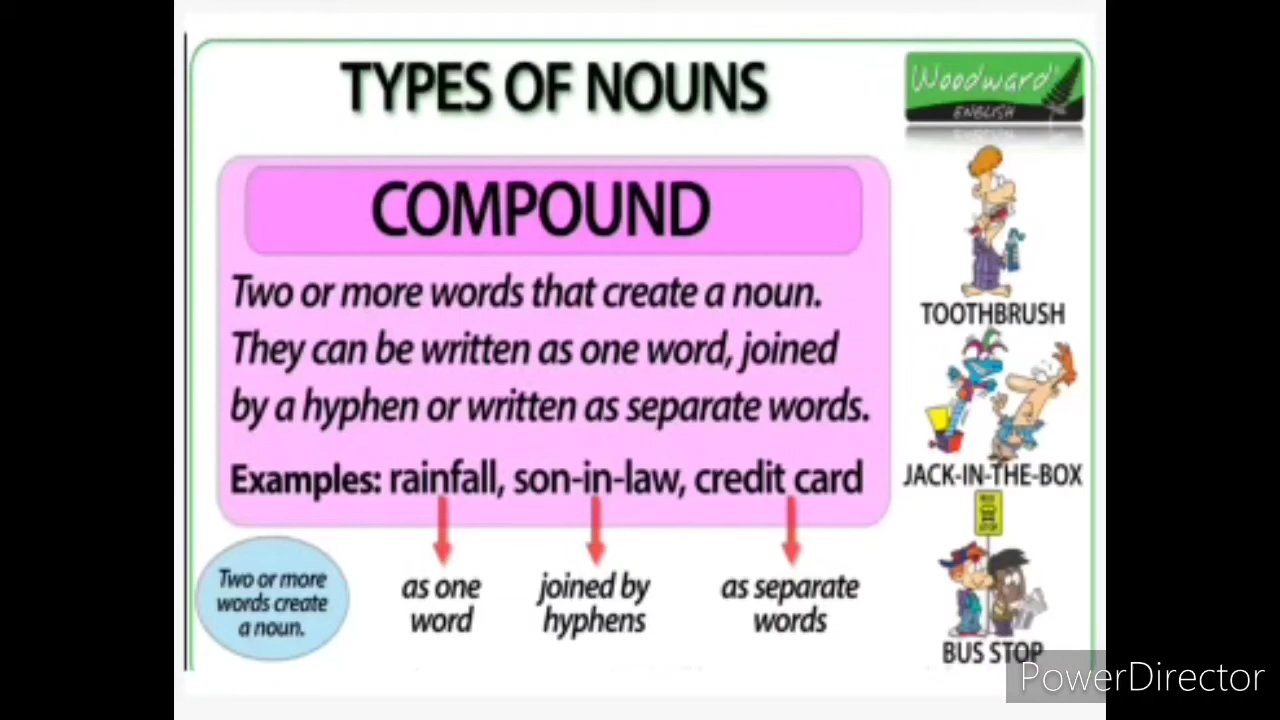 TYPES OF NOUNS
Woodward
ENGLISH
COMPOUND
Two or more words that create a noun.
They can be written as one word, joined
by a hyphen or written as separate words.
Examples: rainfall, son-in-law, credit card
as one
word
joined by
hyphens
as separate
words
Two or more
words create
a noun.
TOOTHBRUSH
JACK-IN-THE-BOX
BUS
STOP
BUS STOP
PowerDirector